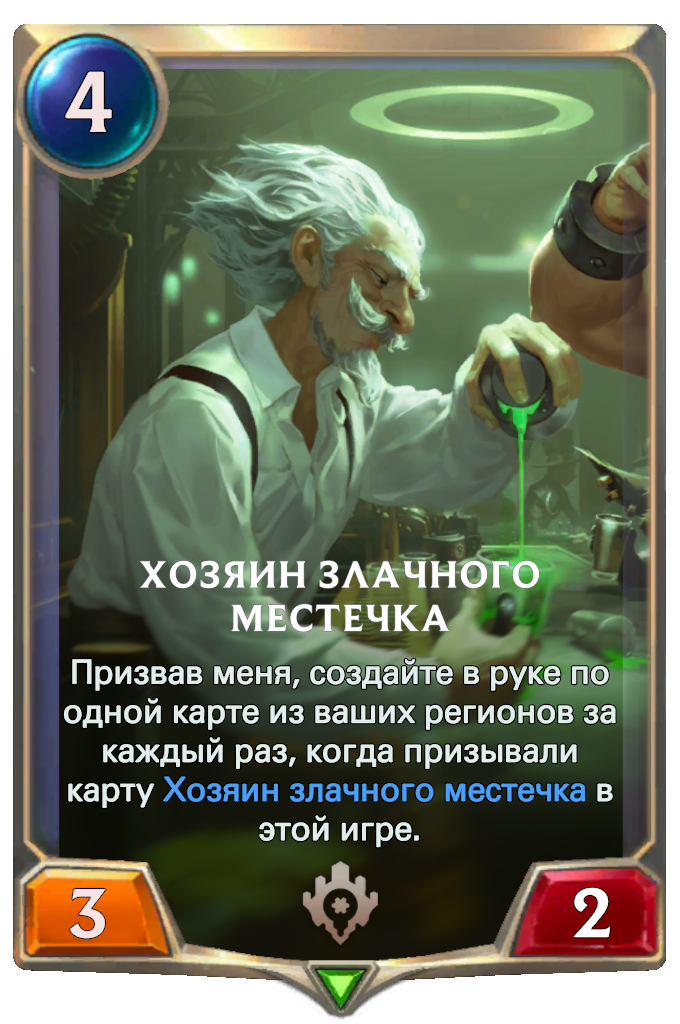 4
ХОЗЯИН ЗЛАЧНОГО
МЕСТЕЧКА
Призвав меня, создайте в руке по
одной карте из ваших регионов за
каждый раз, когда призывали
карту Хозяин злачного местечка в
этой игре.
3
2